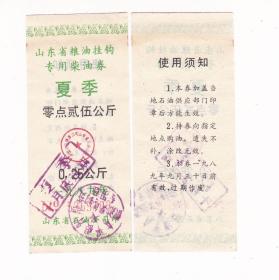 山东省粮油挂钩
专用柴油券
夏季
零点贰伍公斤
0.25公斤
山东省石油公司
使用须知
1.本券加盖当
地石油供应部门印
章后方能生效。
2.持券向指定
地点购油，遗失不
补，涂改无效。
3.初券一九八
九年九月三十日前
有效，过期作废。